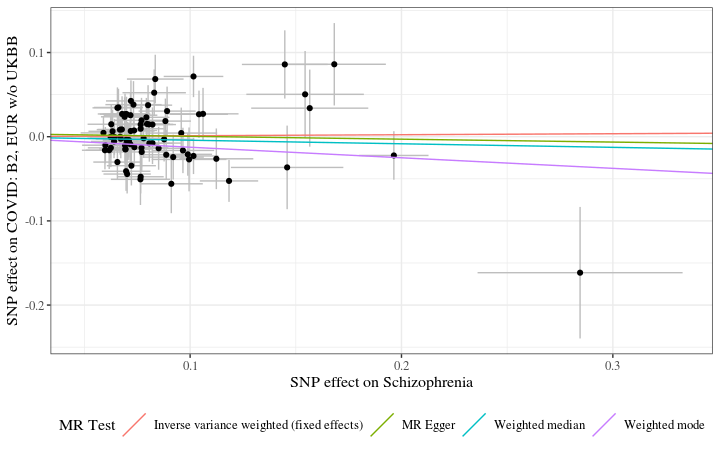 SNP effect on COVID: B2, EUR w/o UKBB
0.1
0.0
-0.1
-0.2
0.1 0.2 0.3
SNP effect on Schizophrenia
MR Test Inverse variance weighted (fixed effects) MR Egger Weighted median Weighted mode